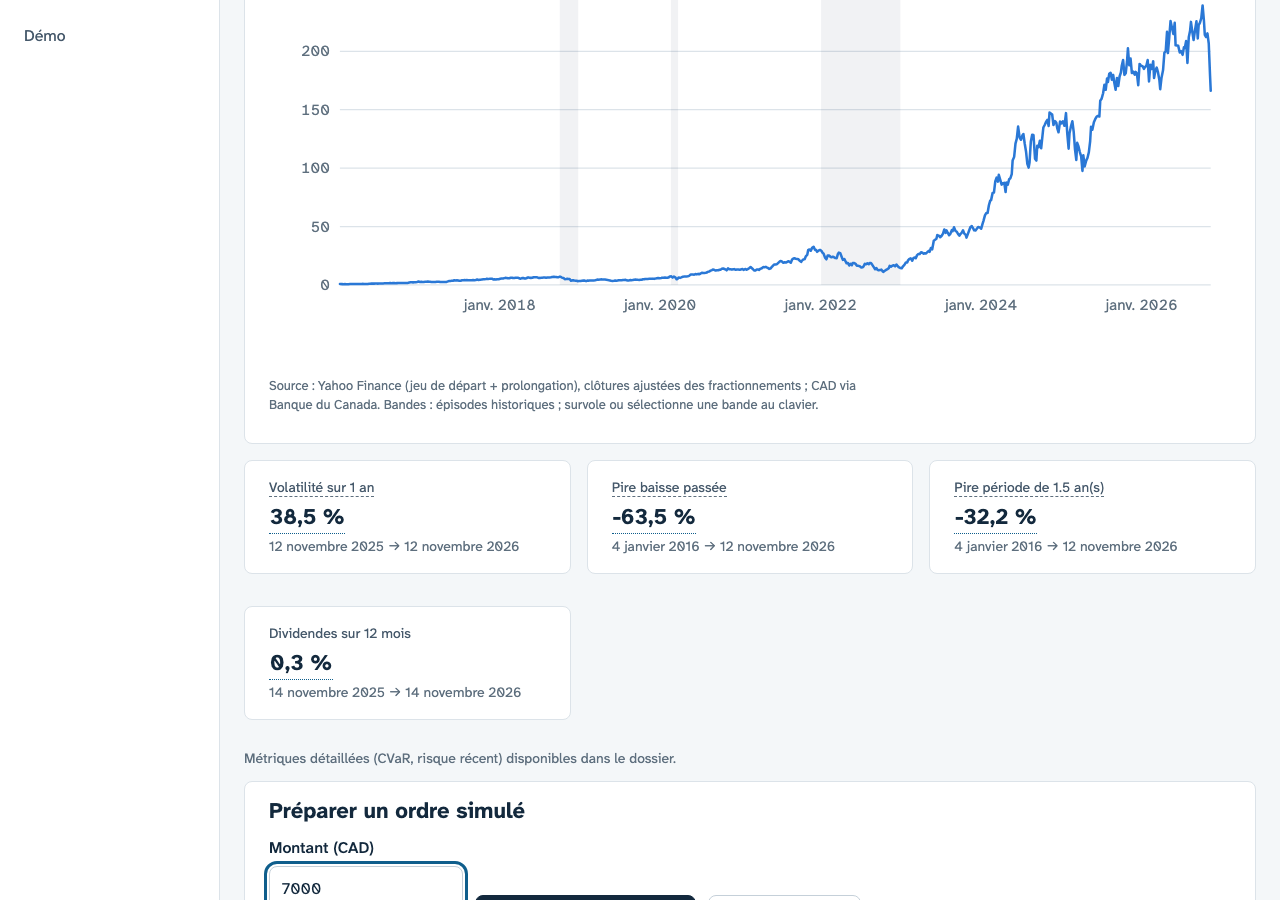 Démo
200
150
100
50
0
janv. 2018 janv. 2020 janv. 2022 janv. 2024 janv. 2026
Source : Yahoo Finance (jeu de départ + prolongation), clôtures ajustées des fractionnements ; CAD via
Banque du Canada. Bandes : épisodes historiques ; survole ou sélectionne une bande au clavier.
Volatilité sur 1 an
38,5 %
12 novembre 2025 → 12 novembre 2026
Pire baisse passée
-63,5 %
4 janvier 2016 → 12 novembre 2026
Pire période de 1.5 an(s)
-32,2 %
4 janvier 2016 → 12 novembre 2026
Dividendes sur 12 mois
0,3 %
14 novembre 2025 → 14 novembre 2026
Métriques détaillées (CVaR, risque récent) disponibles dans le dossier.
Préparer un ordre simulé
Montant (CAD)
7000